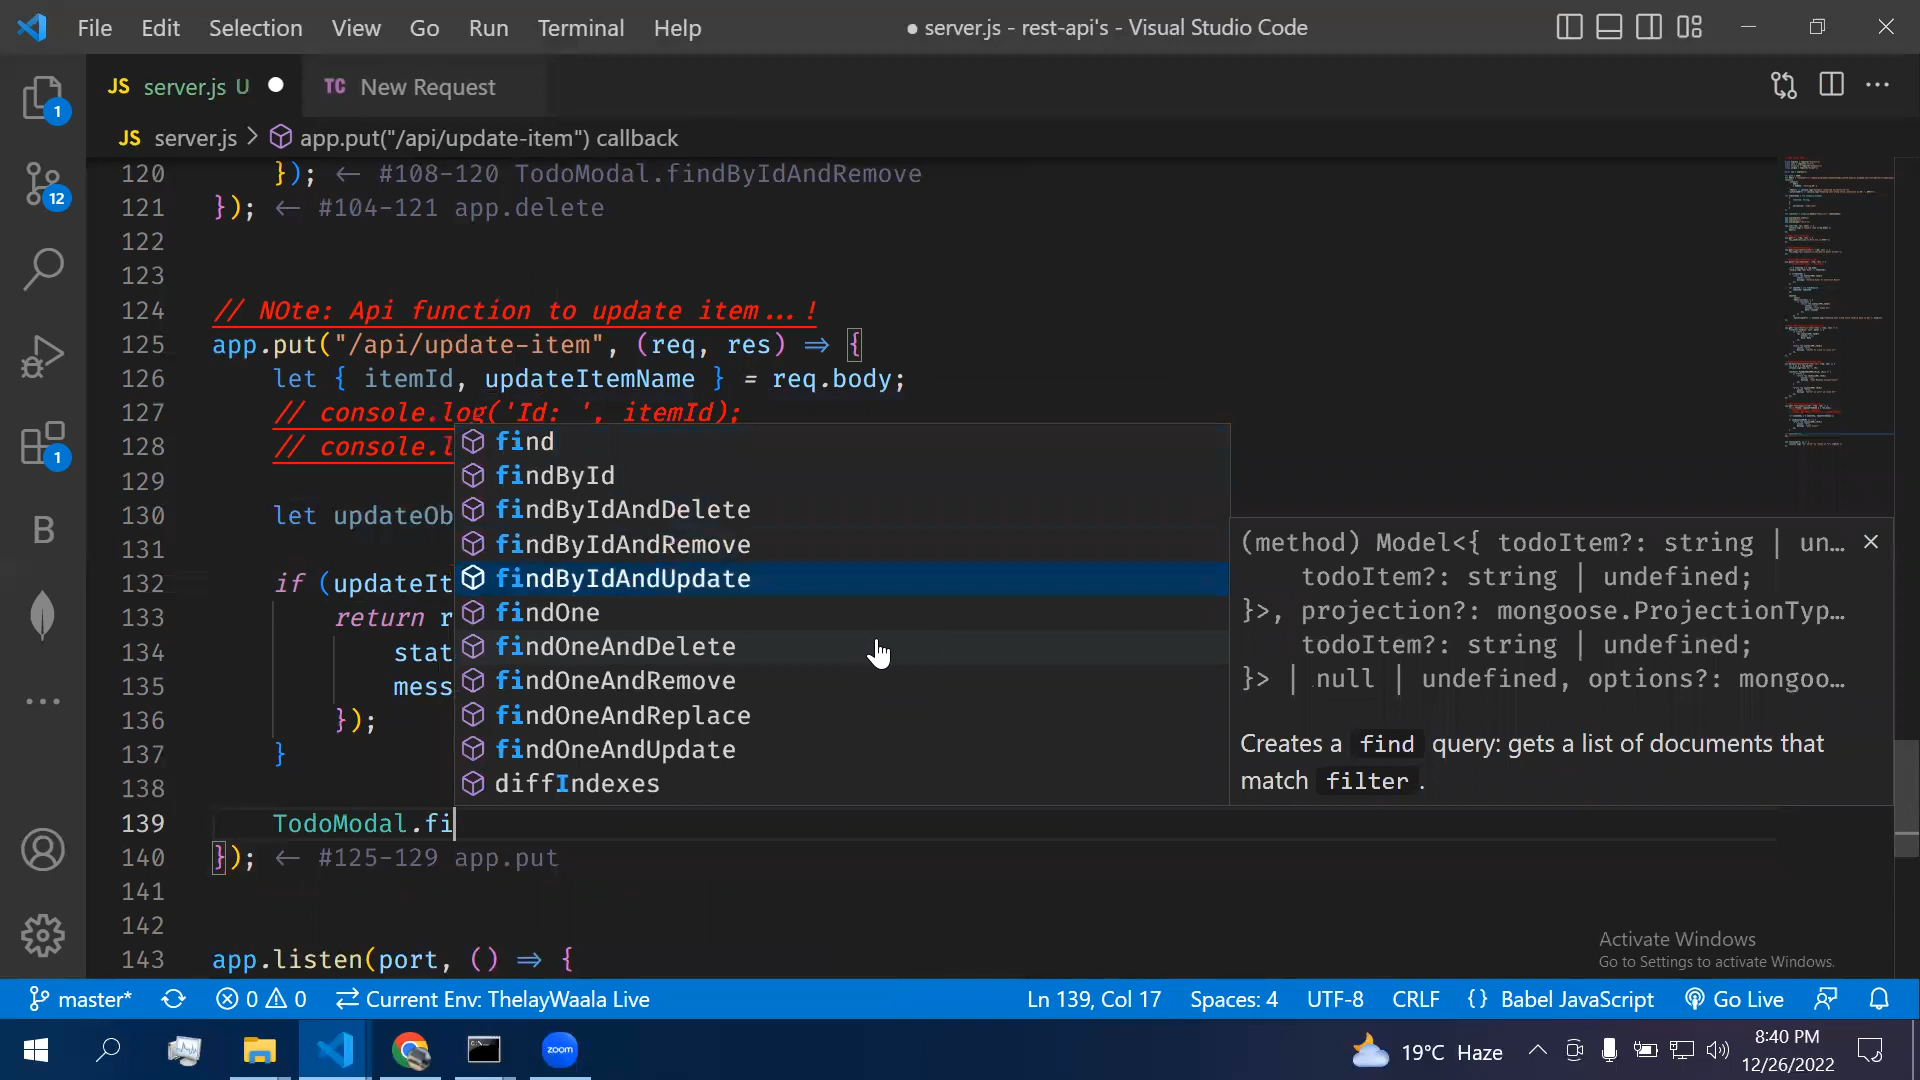 File Edit Selection View Go Run Terminal Help
● server.js - rest-api's - Visual Studio Code
JS server.js U ●
TC New Request
JS server.js > app.put("/api/update-item") callback
120 }); ← #108-120 TodoModal.findByIdAndRemove
121 }); ← #104-121 app.delete
122
123
124 // NOte: Api function to update item...!
125 app.put("/api/update-item", (req, res) => {
126 let { itemId, updateItemName } = req.body;
127 // console.log('Id: ', itemId);
128 // console.l
129
130 let updateOb
131
132 if (updateIt
133 return r
134 stat
135 mess
136 });
137 }
138
139 TodoModal.fi
140 }); ← #125-129 app.put
141
142
143 app.listen(port, () => {
find
findById
findByIdAndDelete
findByIdAndRemove
findByIdAndUpdate
findOne
findOneAndDelete
findOneAndRemove
findOneAndReplace
findOneAndUpdate
diffIndexes
(method) Model<{ todoItem?: string | un...
todoItem?: string | undefined;
}>, projection?: mongoose.ProjectionTyp...
todoItem?: string | undefined;
}> | null | undefined, options?: mongoo...
Creates a find query: gets a list of documents that
match filter .
1
12
1
B
Activate Windows
Go to Settings to activate Windows.
master* 0 0 Current Env: ThelayWaala Live
Ln 139, Col 17 Spaces: 4 UTF-8 CRLF {} Babel JavaScript Go Live
zoom
19°C Haze
8:40 PM
12/26/2022